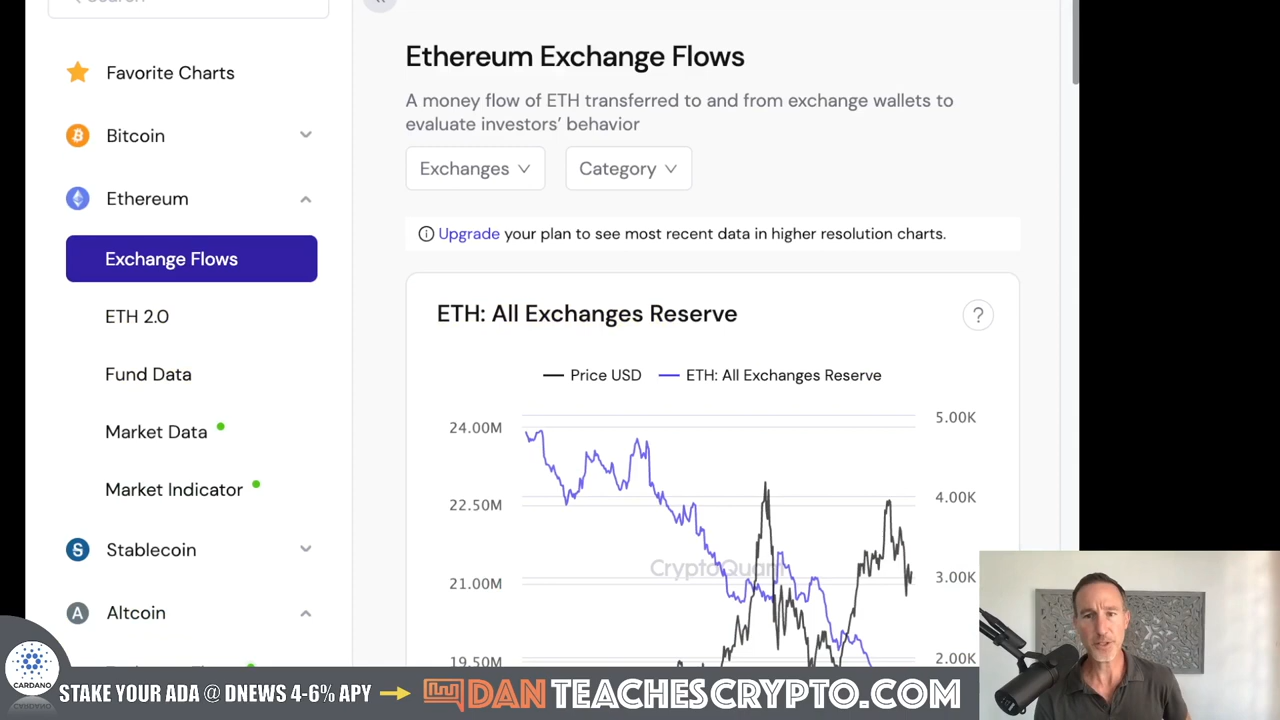 Search
Favorite Charts
Bitcoin
Ethereum
Exchange Flows
ETH 2.0
Fund Data
Market Data
Market Indicator
Stablecoin
Altcoin
Ethereum Exchange Flows
A money flow of ETH transferred to and from exchange wallets to
evaluate investors’ behavior
Exchanges
Category
Upgrade your plan to see most recent data in higher resolution charts.
ETH: All Exchanges Reserve
?
Price USD
ETH: All Exchanges Reserve
24.00M
22.50M
21.00M
19.50M
5.00K
4.00K
3.00K
2.00K
CryptoQuant
CARDANO
STAKE YOUR ADA @ DNEWS 4-6% APY
DANTEACHESCRYPTO.COM